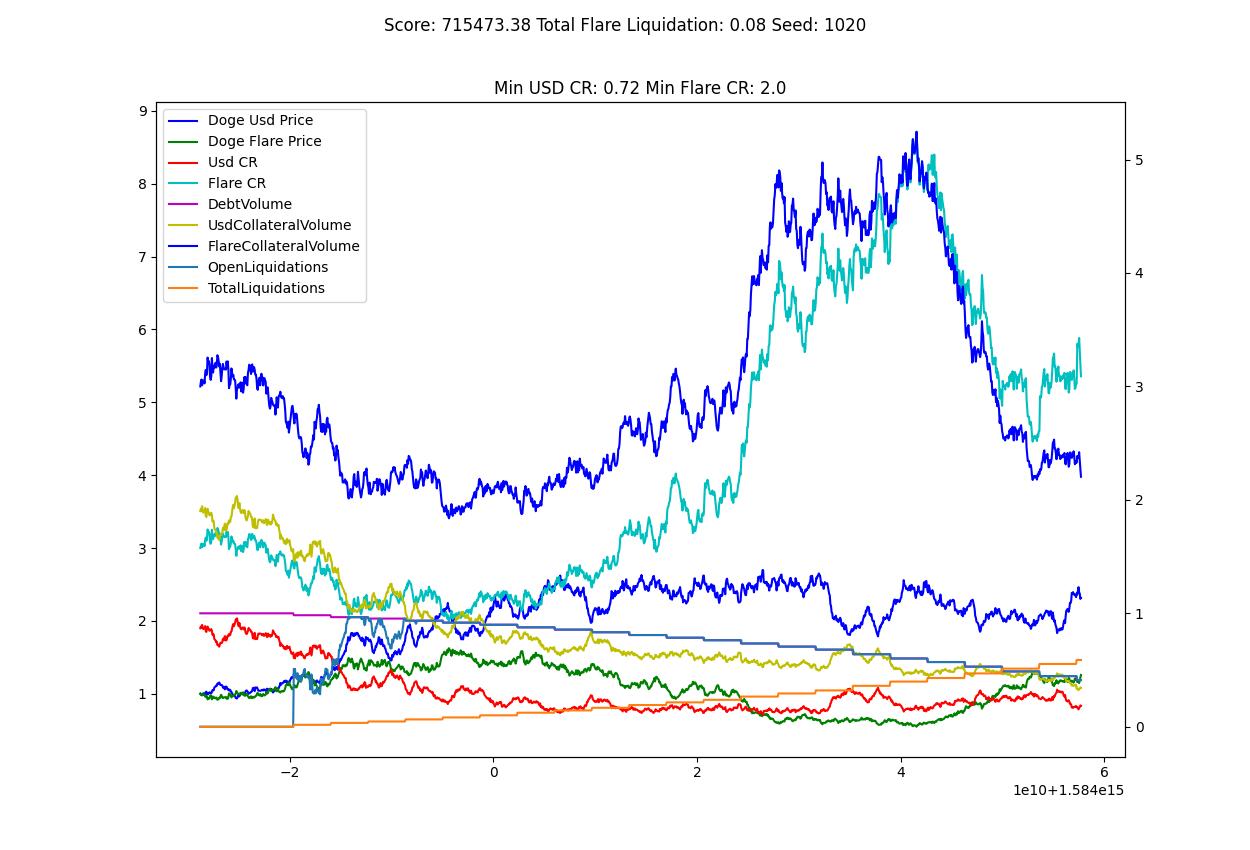 Score: 715473.38 Total Flare Liquidation: 0.08 Seed: 1020
Min USD CR: 0.72 Min Flare CR: 2.0
Doge Usd Price
Doge Flare Price
Usd CR
Flare CR
DebtVolume
UsdCollateralVolume
FlareCollateralVolume
OpenLiquidations
TotalLiquidations
9
8
7
6
5
4
3
2
1
5
4
3
2
1
0
−2
0
2
4
6
1e10+1.584e15